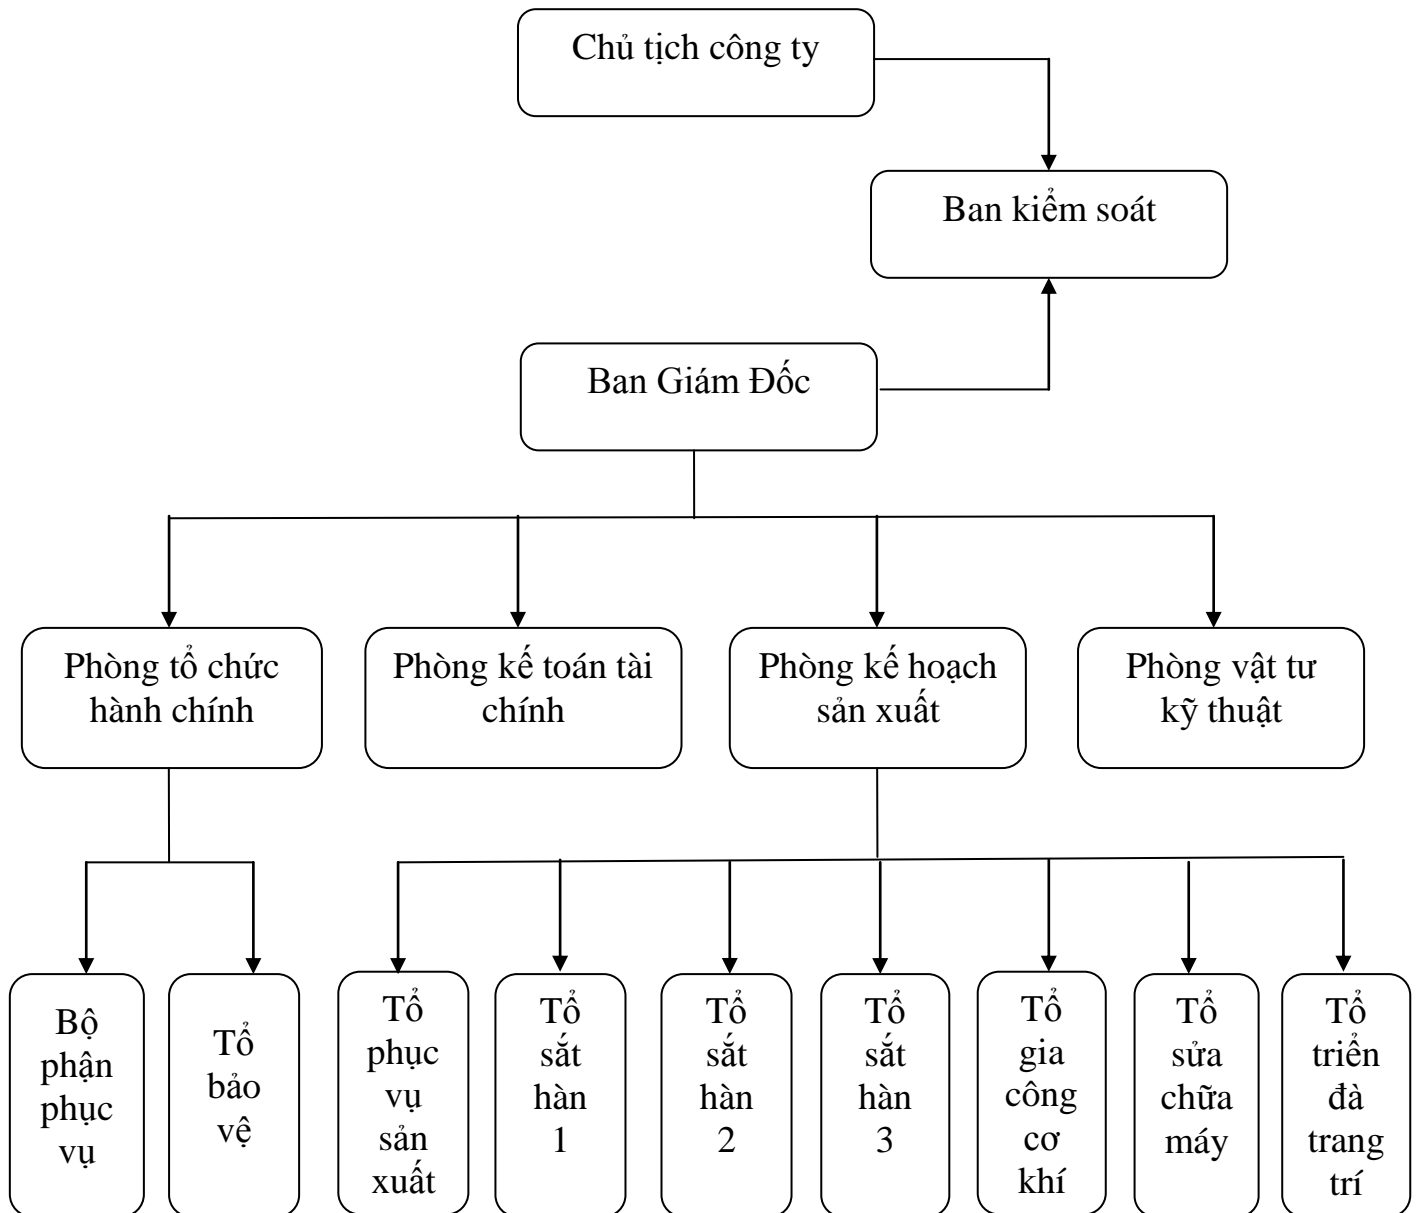 Chủ tịch công ty
Ban kiểm soát
Ban Giám Đốc
Phòng tổ chức
hành chính
Phòng kế toán tài
chính
Phòng kế hoạch
sản xuất
Phòng vật tư
kỹ thuật
Bộ
phận
phục
vụ
Tổ
bảo
vệ
Tổ
phục
vụ
sản
xuất
Tổ
sắt
hàn
1
Tổ
sắt
hàn
2
Tổ
sắt
hàn
3
Tổ
gia
công
cơ
khí
Tổ
sửa
chữa
máy
Tổ
triển
đà
trang
trí